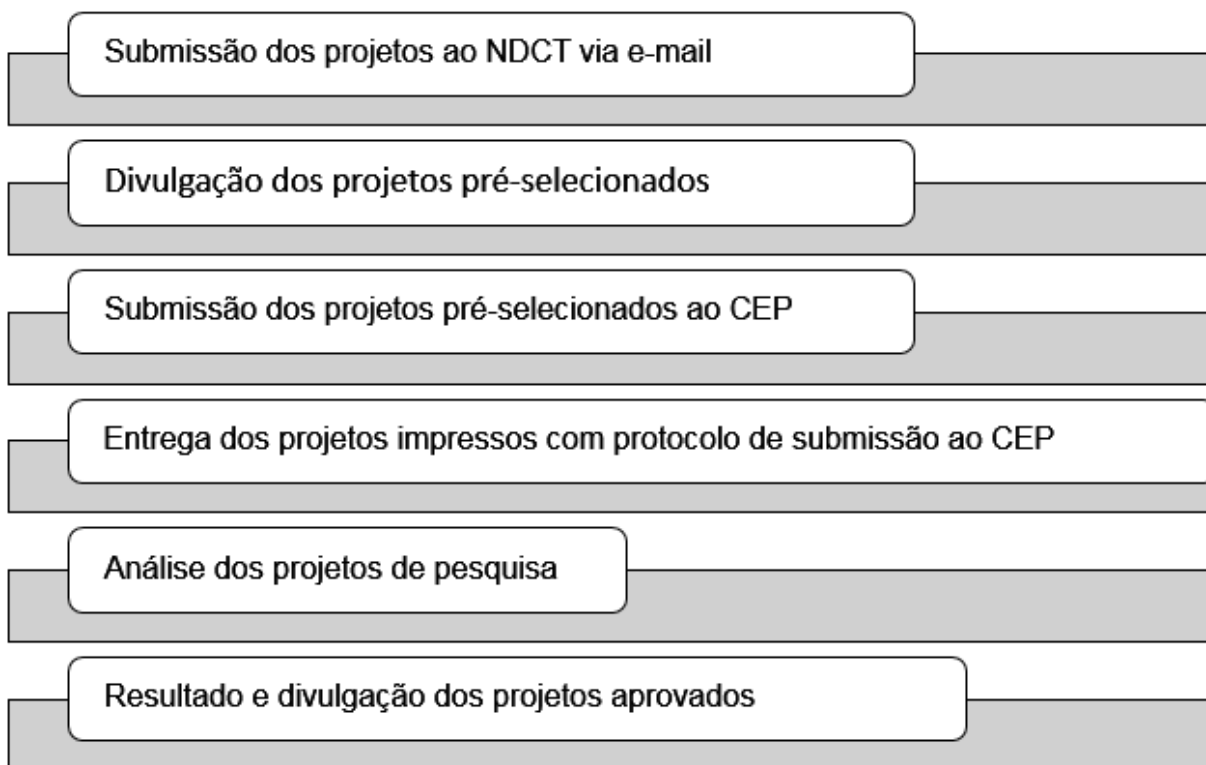 Submissão dos projetos ao NDCT via e-mail
Divulgação dos projetos pré-selecionados
Submissão dos projetos pré-selecionados ao CEP
Entrega dos projetos impressos com protocolo de submissão ao CEP
Análise dos projetos de pesquisa
Resultado e divulgação dos projetos aprovados